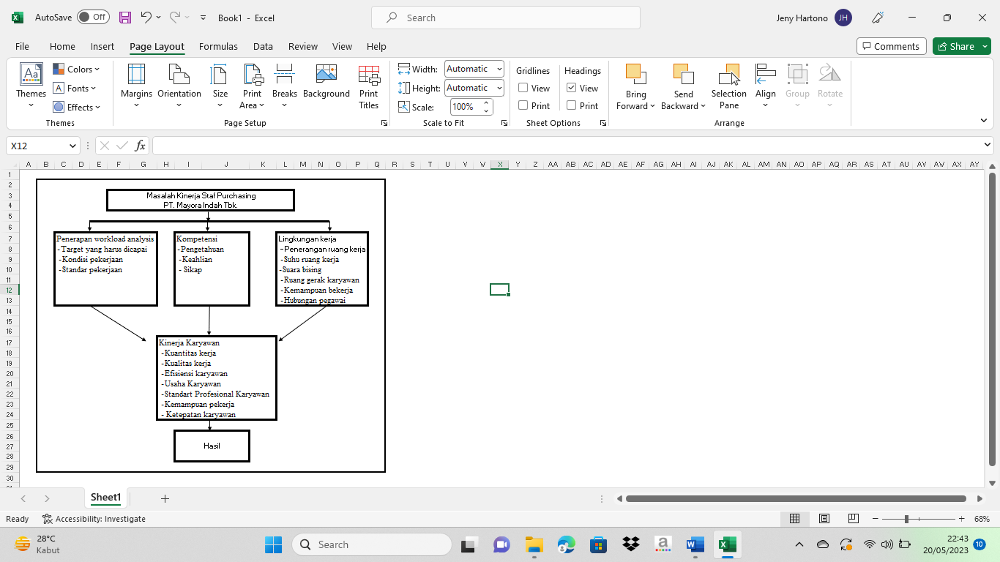 AutoSave Off Book1 - Excel Search Jeny Hartono JH
File Home Insert Page Layout Formulas Data Review View Help Comments Share
Themes Colors Fonts Effects Themes
Margins Orientation Size Print Area Breaks Background Print Titles Page Setup
Width: Automatic
Height: Automatic
Scale: 100%
Scale to Fit
Gridlines Headings
View View
Print Print
Sheet Options
Bring Forward Send Backward Selection Pane Align Group Rotate
Arrange
X12 fx
A B C D E F G H I J K L M N O P Q R S T U V W X Y Z AA AB AC AD AE AF AG AH AI AJ AK AL AM AN AO AP AQ AR AS AT AU AV AW AX AY
1
2
3
4
5
6
7
8
9
10
11
12
13
14
15
16
17
18
19
20
21
22
23
24
25
26
27
28
29
30
Masalah Kinerja Staf Purchasing
PT. Mayora Indah Tbk.
Penerapan workload analysis
-Target yang harus dicapai
-Kondisi pekerjaan
-Standar pekerjaan
Kompetensi
-Pengetahuan
-Keahlian
- Sikap
Lingkungan kerja
-Penerangan ruang kerja
-Suhu ruang kerja
-Suara bising
-Ruang gerak karyawan
-Kemampuan bekerja
-Hubungan pegawai
Kinerja Karyawan
-Kuantitas kerja
-Kualitas kerja
-Efisiensi karyawan
-Usaha Karyawan
-Standart Profesional Karyawan
-Kemampuan pekerja
- Ketepatan karyawan
Hasil
Sheet1
Ready Accessibility: Investigate 68%
28°C
Kabut
Search
22:43
20/05/2023
10